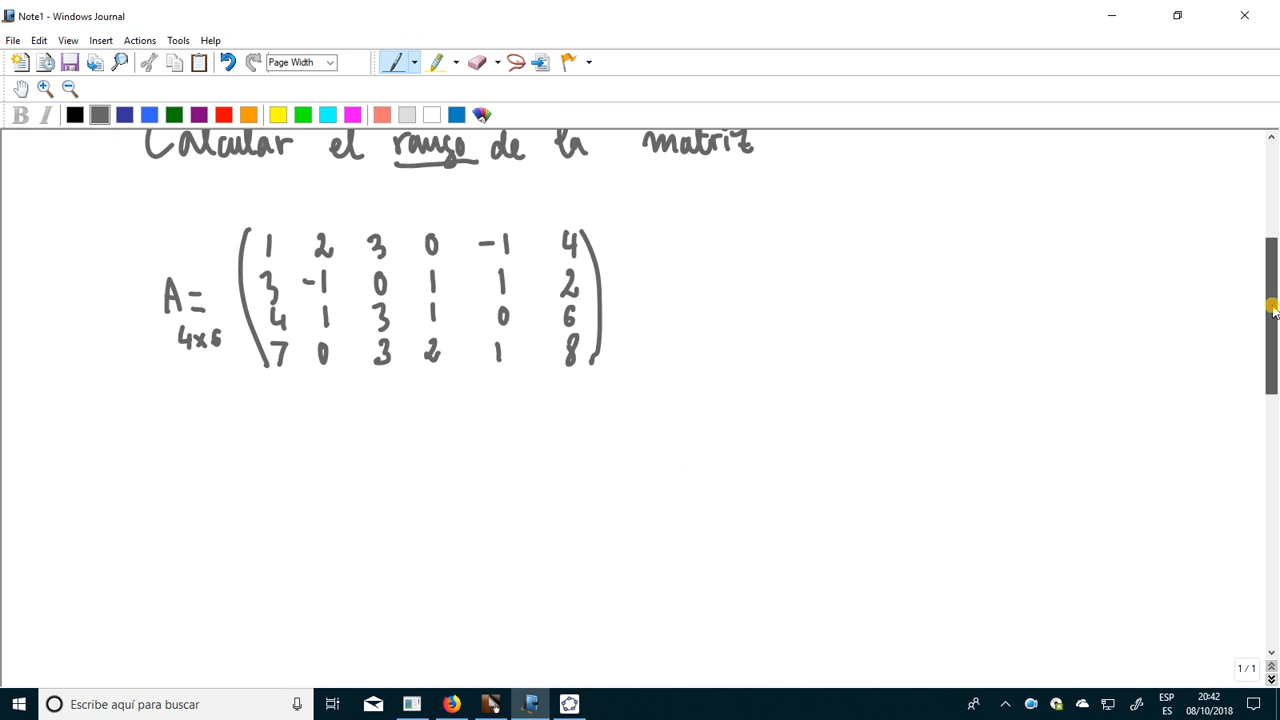 Note1 - Windows Journal
File Edit View Insert Actions Tools Help
Page Width
B I
Calcular el rango de la matriz
1 2 3 0 -1 4
3 -1 0 1 1 2
A=
4 1 3 1 0 6
4x6
7 0 3 2 1 8
1 / 1
Escribe aquí para buscar
ESP
ES
20:42
08/10/2018